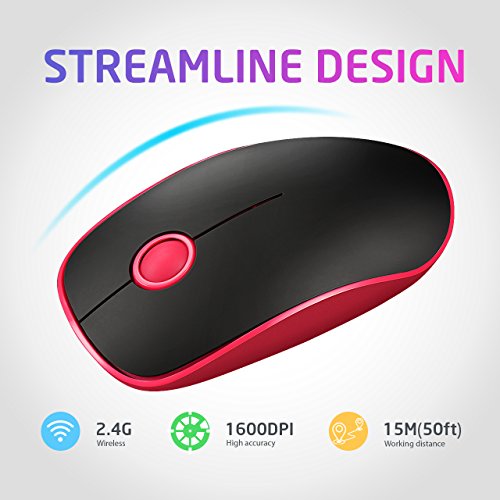 STREAMLINE DESIGN
2.4G
Wireless
1600DPI
High accuracy
15M(50ft)
Working distance